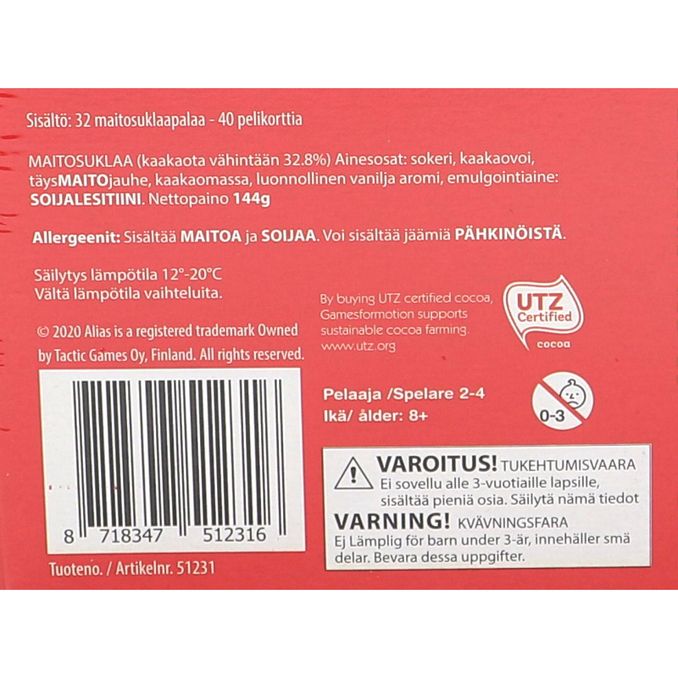 Sisältö: 32 maitosuklaapalaa - 40 pelikorttia
MAITOSUKLAA (kaakaota vähintään 32.8%) Ainesosat: sokeri, kaakaovoi,
täysMAITOjauhe, kaakaomassa, luonnollinen vanilja aromi, emulgointiaine:
SOIJALESITIINI. Nettopaino 144g
Allergeenit: Sisältää MAITOA ja SOIJAA. Voi sisältää jäämiä PÄHKINÖISTÄ.
Säilytys lämpötila 12°-20°C
Vältä lämpötila vaihteluita.
© 2020 Alias is a registered trademark Owned
by Tactic Games Oy, Finland. All rights reserved.
By buying UTZ certified cocoa,
Gamesformotion supports
sustainable cocoa farming.
www.utz.org
UTZ
Certified
cocoa
Pelaaja /Spelare 2-4
Ikä/ ålder: 8+
0-3
8 718347 512316
Tuoteno. / Artikelnr. 51231
VAROITUS! TUKEHTUMISVAARA
Ei sovellu alle 3-vuotiaille lapsille,
sisältää pieniä osia. Säilytä nämä tiedot
VARNING! KVÄVNINGSFARA
Ej Lämplig för barn under 3-är, innehäller smä
delar. Bevara dessa uppgifter.